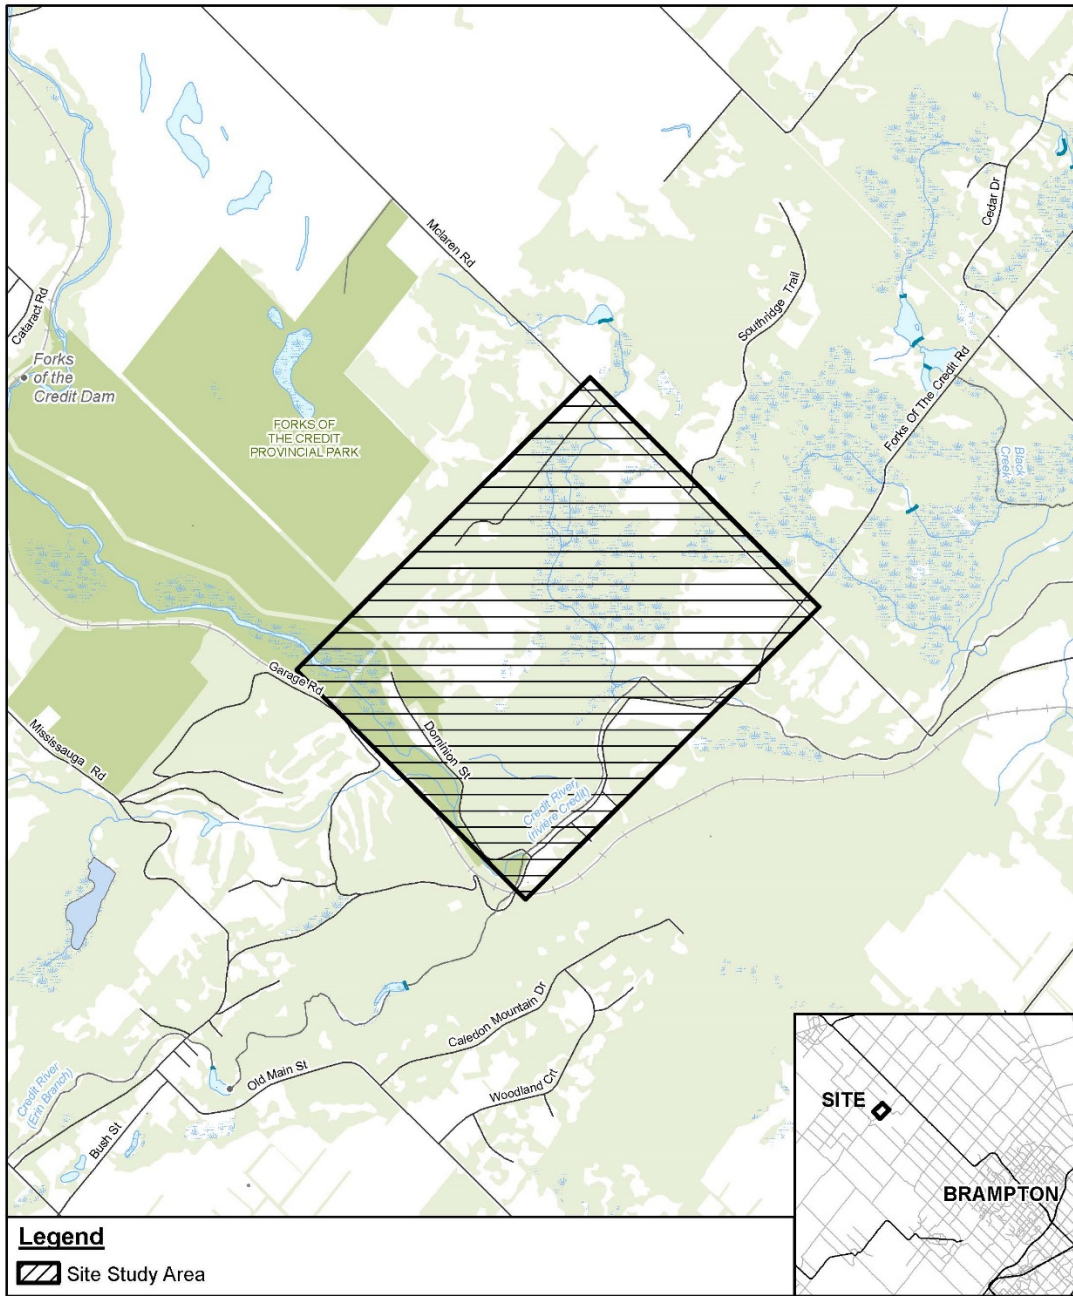 Mclaren Rd
Cedar Dr
Southridge Trail
Cataract Rd
Forks
of the
Credit Dam
Forks Of The Credit Rd
FORKS OF
THE CREDIT
PROVINCIAL PARK
Black
Creek
Garage Rd
Mississauga Rd
Dominion St
Credit River
(rivière Credit)
Caledon Mountain Dr
Old Main St
Woodland Crt
Credit River
(Erin Branch)
Bush St
SITE
BRAMPTON
Legend
Site Study Area